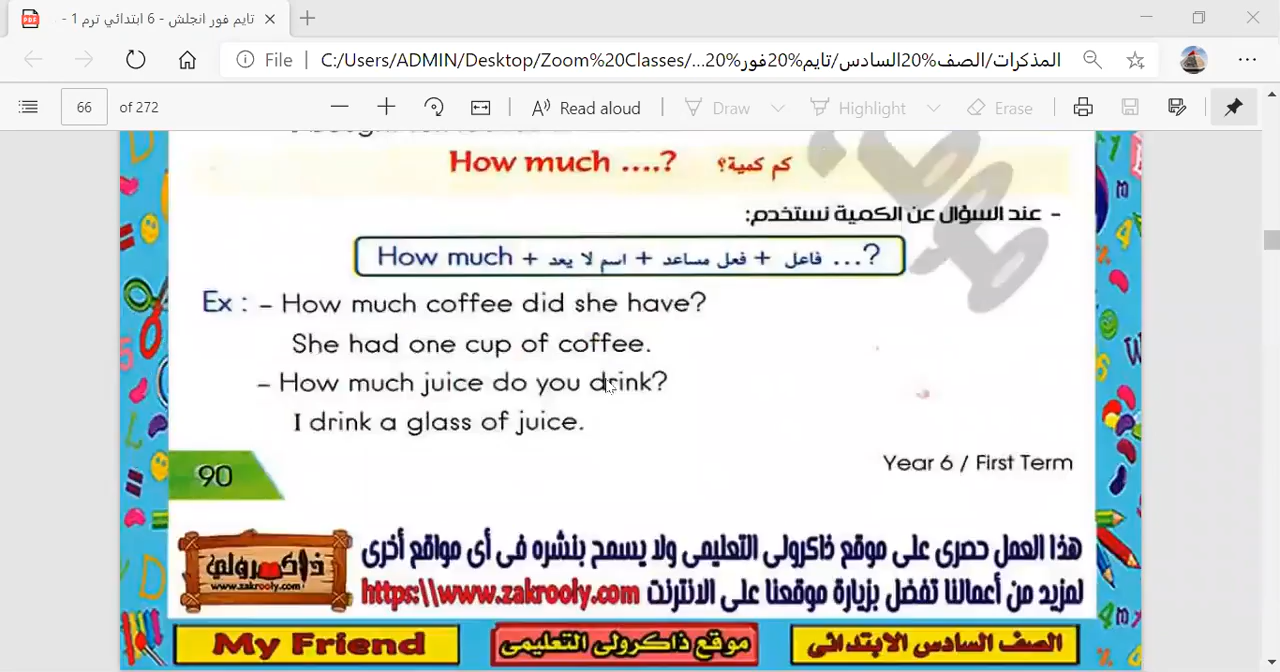 تايم فور انجلش - 6 ابتدائي ترم 1 -
File
C:/Users/ADMIN/Desktop/Zoom%20Classes/المذكرات/الصف%20السادس/تايم%20فور%20...
66 of 272
Read aloud
Draw
Highlight
Erase
How much ....? كم كمية؟
- عند السؤال عن الكمية نستخدم:
How much + اسم لا يعد + فعل مساعد + فاعل ...?
Ex : – How much coffee did she have?
She had one cup of coffee.
– How much juice do you drink?
I drink a glass of juice.
90
Year 6 / First Term
ذاكرولي
www.zakrooly.com
هذا العمل حصرى على موقع ذاكرولى التعليمى ولا يسمح بنشره فى أى مواقع أخرى
لمزيد من أعمالنا تفضل بزيارة موقعنا على الانترنت https:\\www.zakrooly.com
My Friend
موقع ذاكرولى التعليمى
الصف السادس الابتدائى